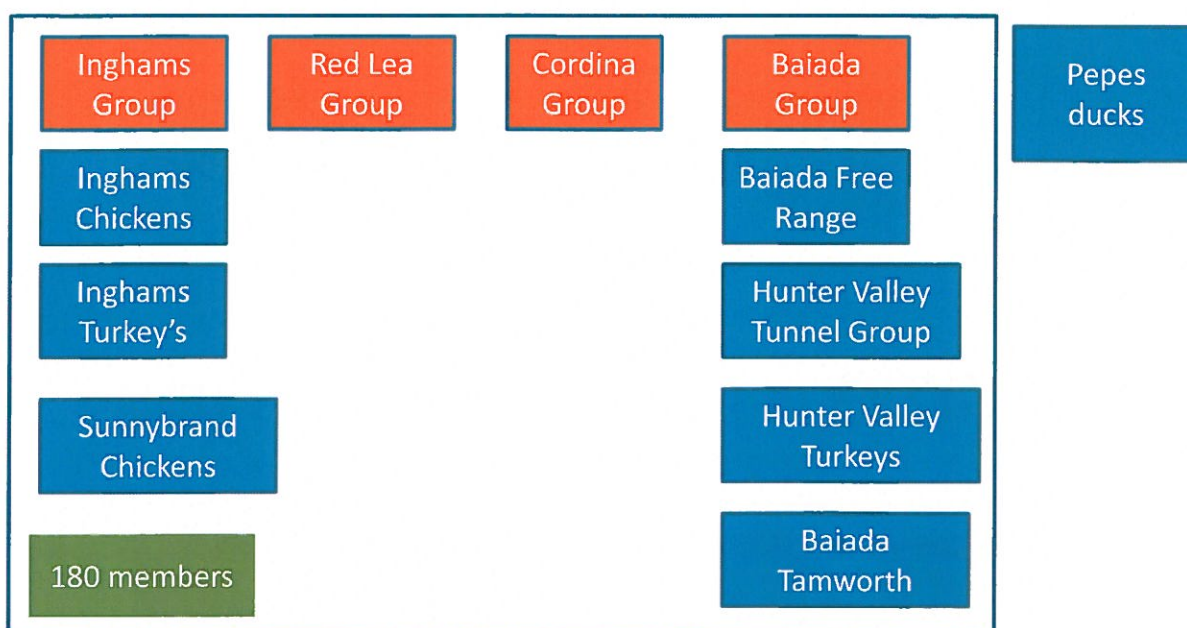 Inghams
Group
Red Lea
Group
Cordina
Group
Baiada
Group
Pepes
ducks
Inghams
Chickens
Baiada Free
Range
Inghams
Turkey’s
Hunter Valley
Tunnel Group
Sunnybrand
Chickens
Hunter Valley
Turkeys
180 members
Baiada
Tamworth